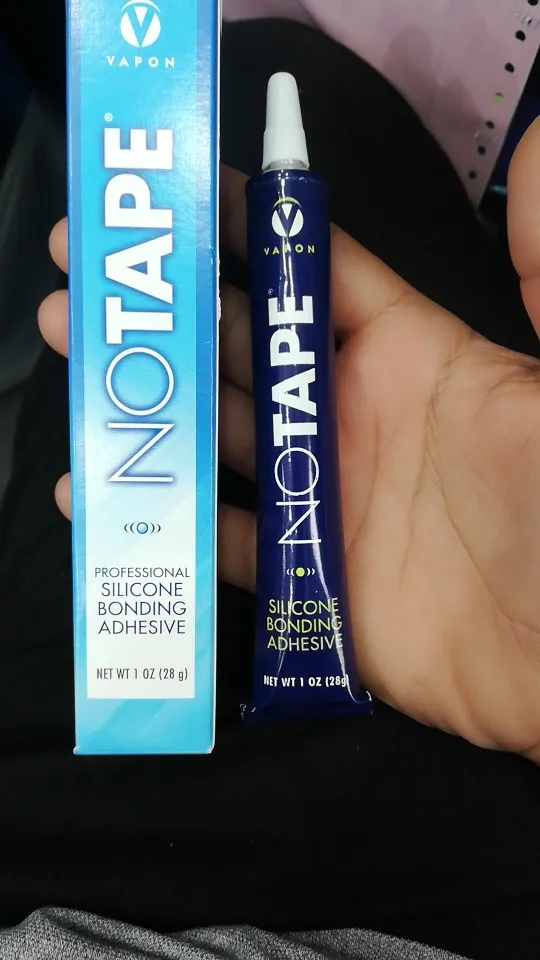 VAPON
NOTAPE®
PROFESSIONAL
SILICONE
BONDING
ADHESIVE
NET WT 1 OZ (28 g)
VAPON
NOTAPE®
SILICONE
BONDING
ADHESIVE
NET WT 1 OZ (28g)